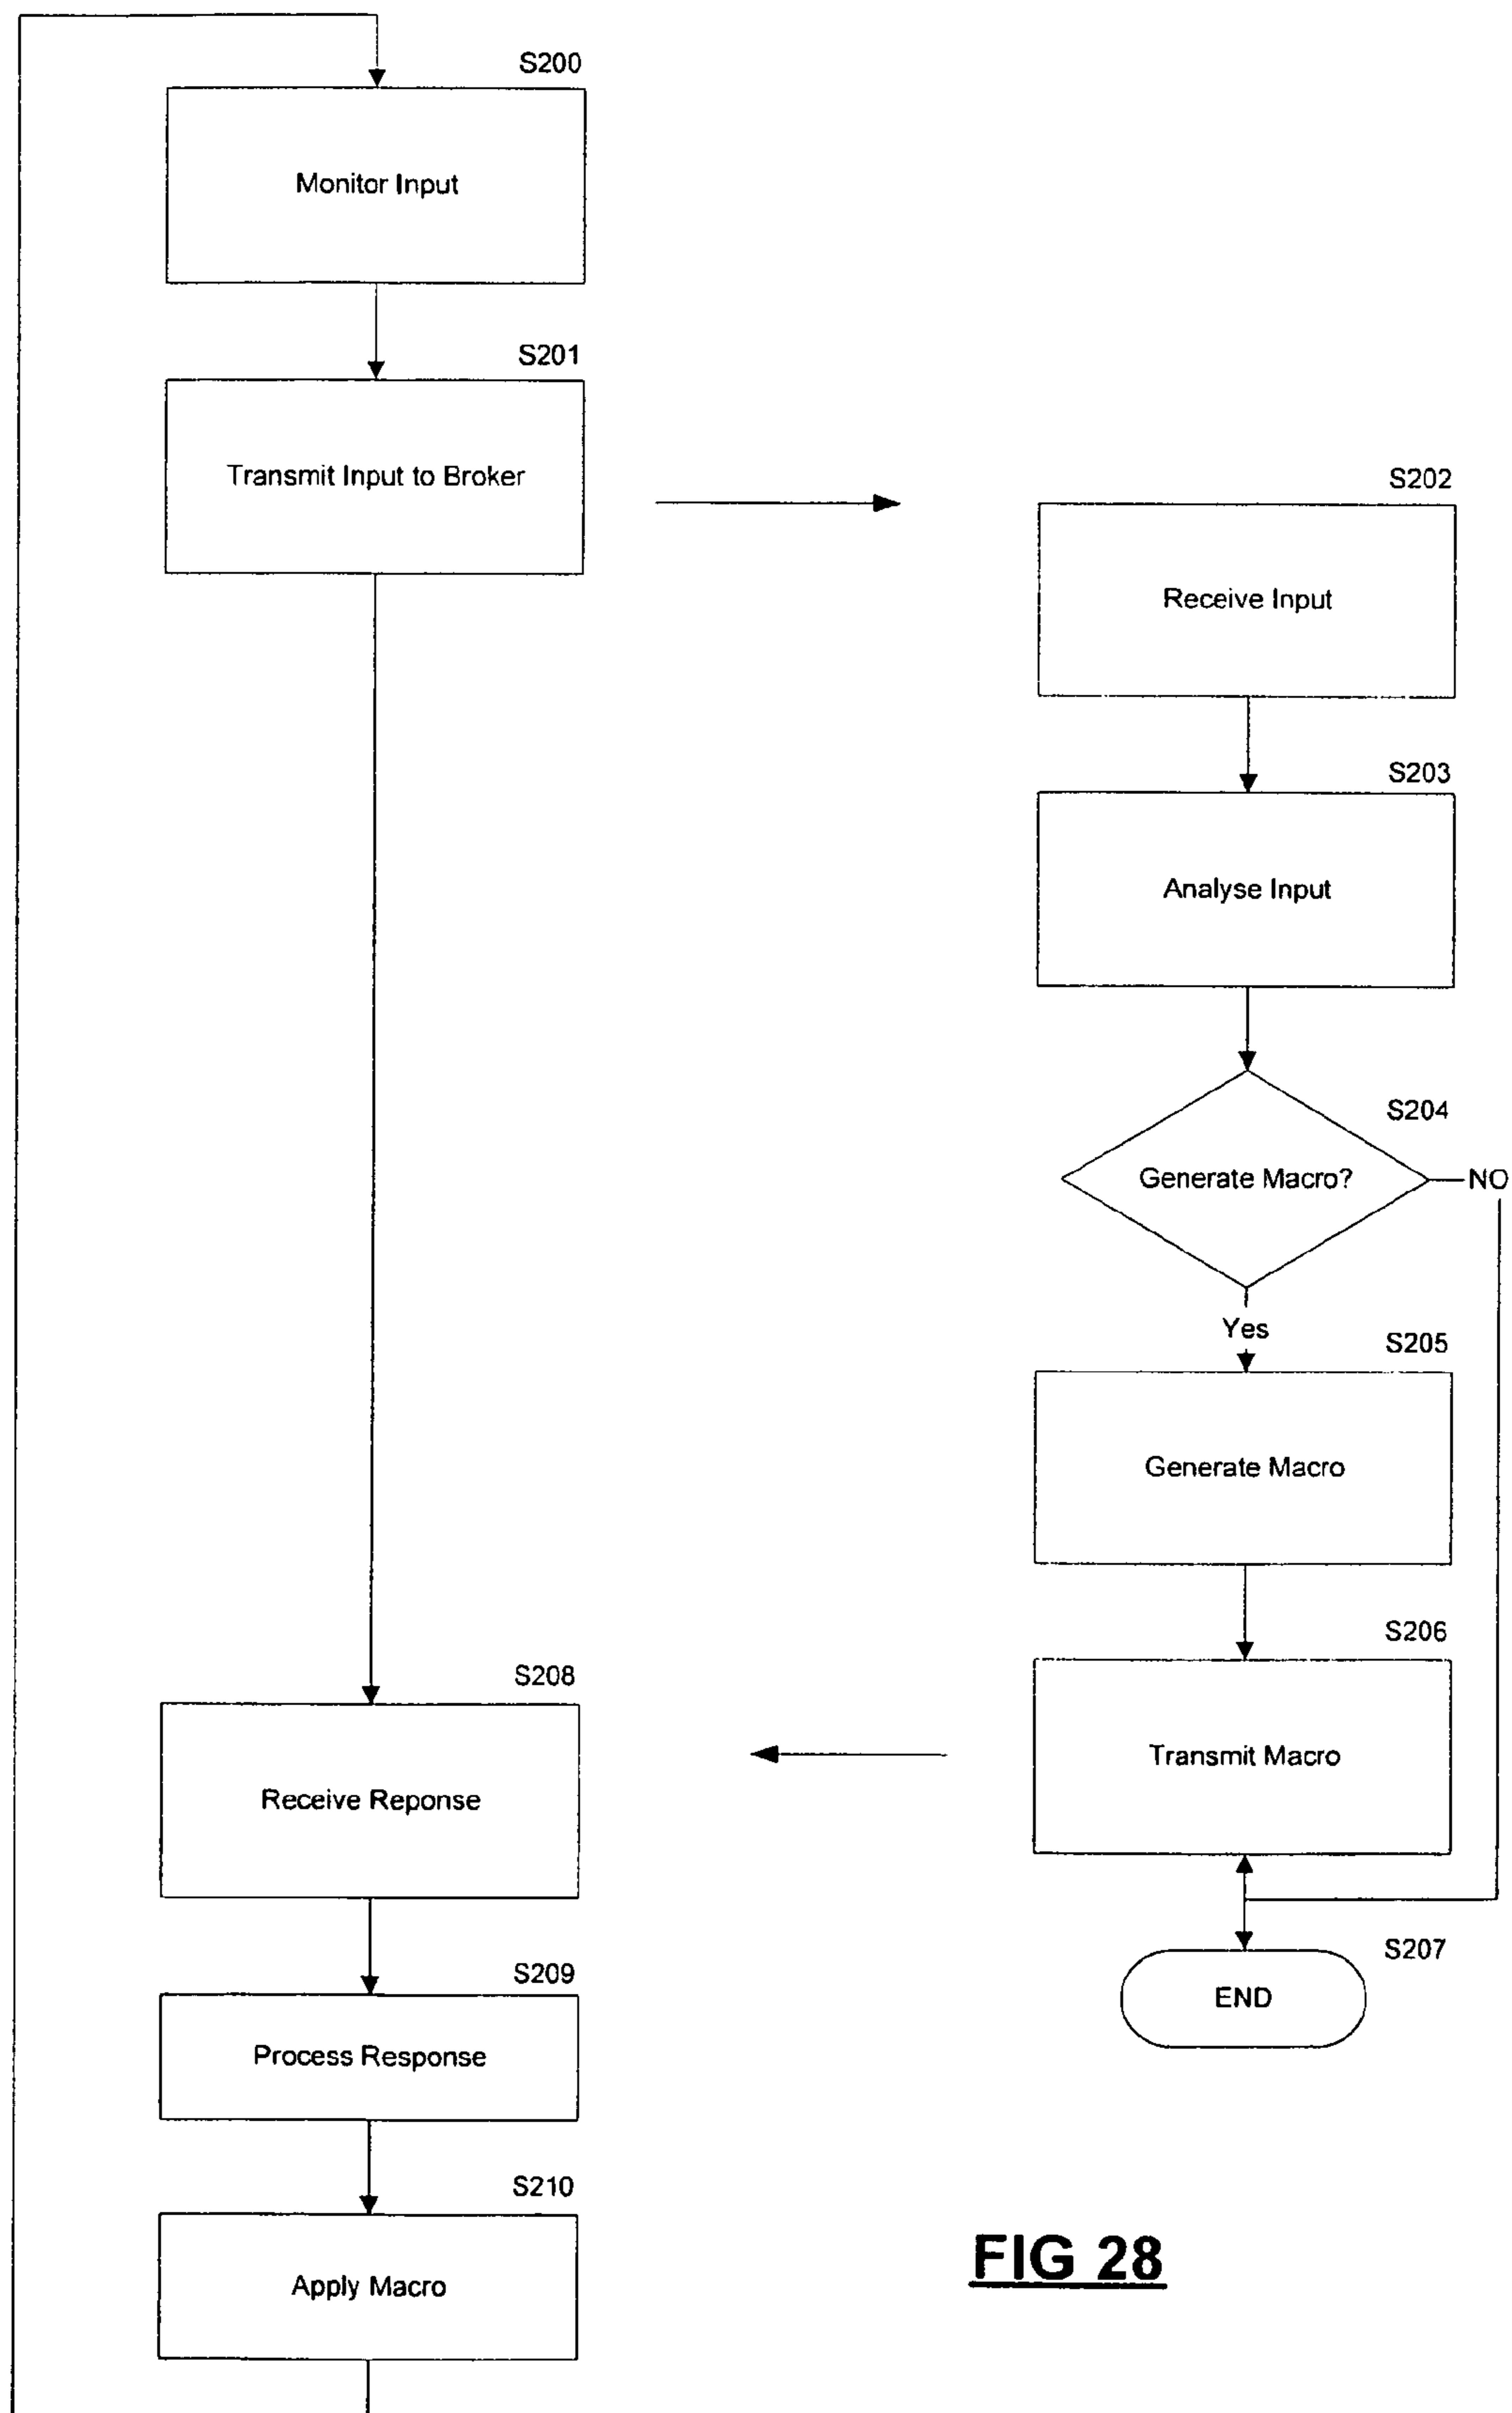 S200
Monitor Input
S201
Transmit Input to Broker
S202
Receive Input
S203
Analyse Input
S204
Generate Macro?
NO
Yes
S205
Generate Macro
S206
Transmit Macro
S207
END
S208
Receive Reponse
S209
Process Response
S210
Apply Macro
FIG 28